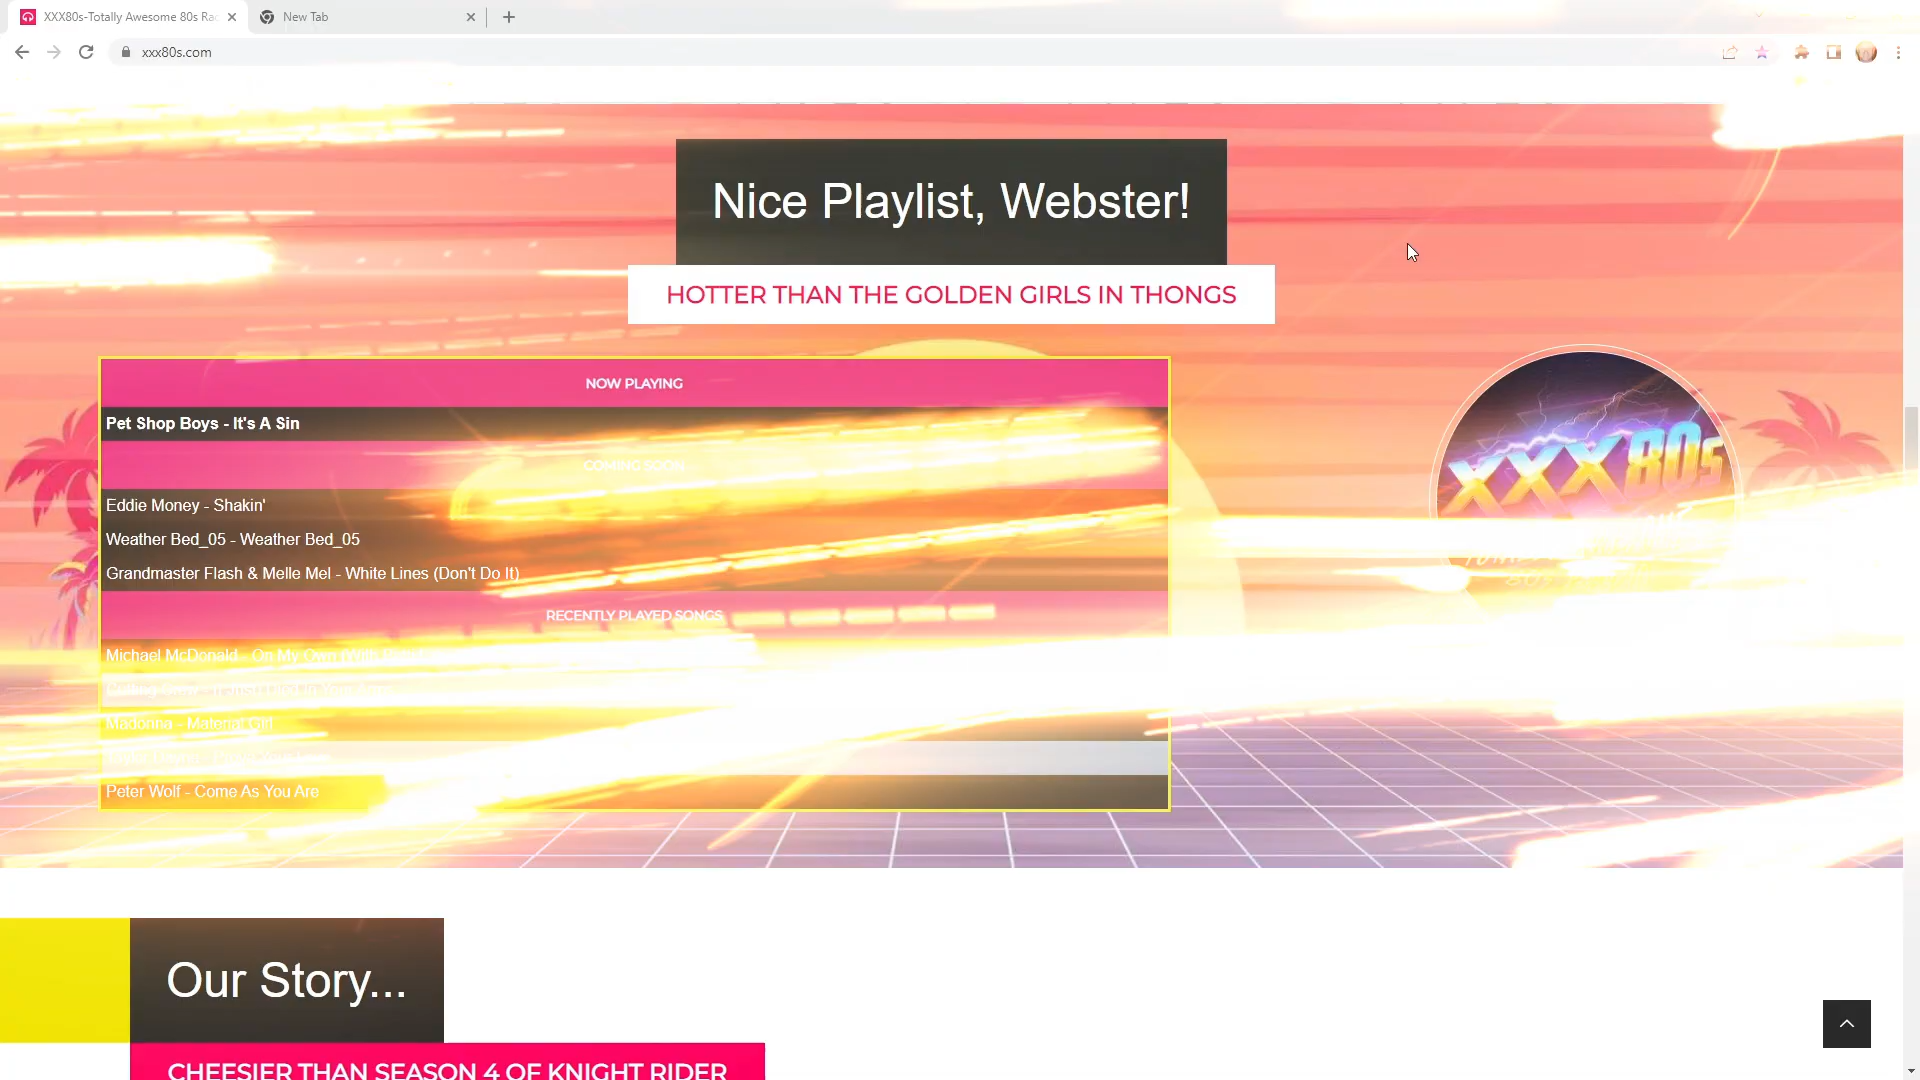 XXX80s-Totally Awesome 80s Ra
New Tab
xxx80s.com
Nice Playlist, Webster!
HOTTER THAN THE GOLDEN GIRLS IN THONGS
NOW PLAYING
Pet Shop Boys - It's A Sin
COMING SOON
Eddie Money - Shakin'
Weather Bed_05 - Weather Bed_05
Grandmaster Flash & Melle Mel - White Lines (Don't Do It)
RECENTLY PLAYED SONGS
Michael McDonald - On My Own
Madonna - Material Girl
Peter Wolf - Come As You Are
XXX80s
Our Story...
CHEESIER THAN SEASON 4 OF KNIGHT RIDER